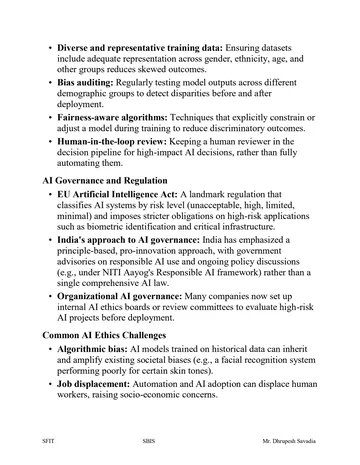 • Diverse and representative training data: Ensuring datasets
include adequate representation across gender, ethnicity, age, and
other groups reduces skewed outcomes.
• Bias auditing: Regularly testing model outputs across different
demographic groups to detect disparities before and after
deployment.
• Fairness-aware algorithms: Techniques that explicitly constrain or
adjust a model during training to reduce discriminatory outcomes.
• Human-in-the-loop review: Keeping a human reviewer in the
decision pipeline for high-impact AI decisions, rather than fully
automating them.
AI Governance and Regulation
• EU Artificial Intelligence Act: A landmark regulation that
classifies AI systems by risk level (unacceptable, high, limited,
minimal) and imposes stricter obligations on high-risk applications
such as biometric identification and critical infrastructure.
• India's approach to AI governance: India has emphasized a
principle-based, pro-innovation approach, with government
advisories on responsible AI use and ongoing policy discussions
(e.g., under NITI Aayog's Responsible AI framework) rather than a
single comprehensive AI law.
• Organizational AI governance: Many companies now set up
internal AI ethics boards or review committees to evaluate high-risk
AI projects before deployment.
Common AI Ethics Challenges
• Algorithmic bias: AI models trained on historical data can inherit
and amplify existing societal biases (e.g., a facial recognition system
performing poorly for certain skin tones).
• Job displacement: Automation and AI adoption can displace human
workers, raising socio-economic concerns.
SFIT SBIS Mr. Dhrupesh Savadia